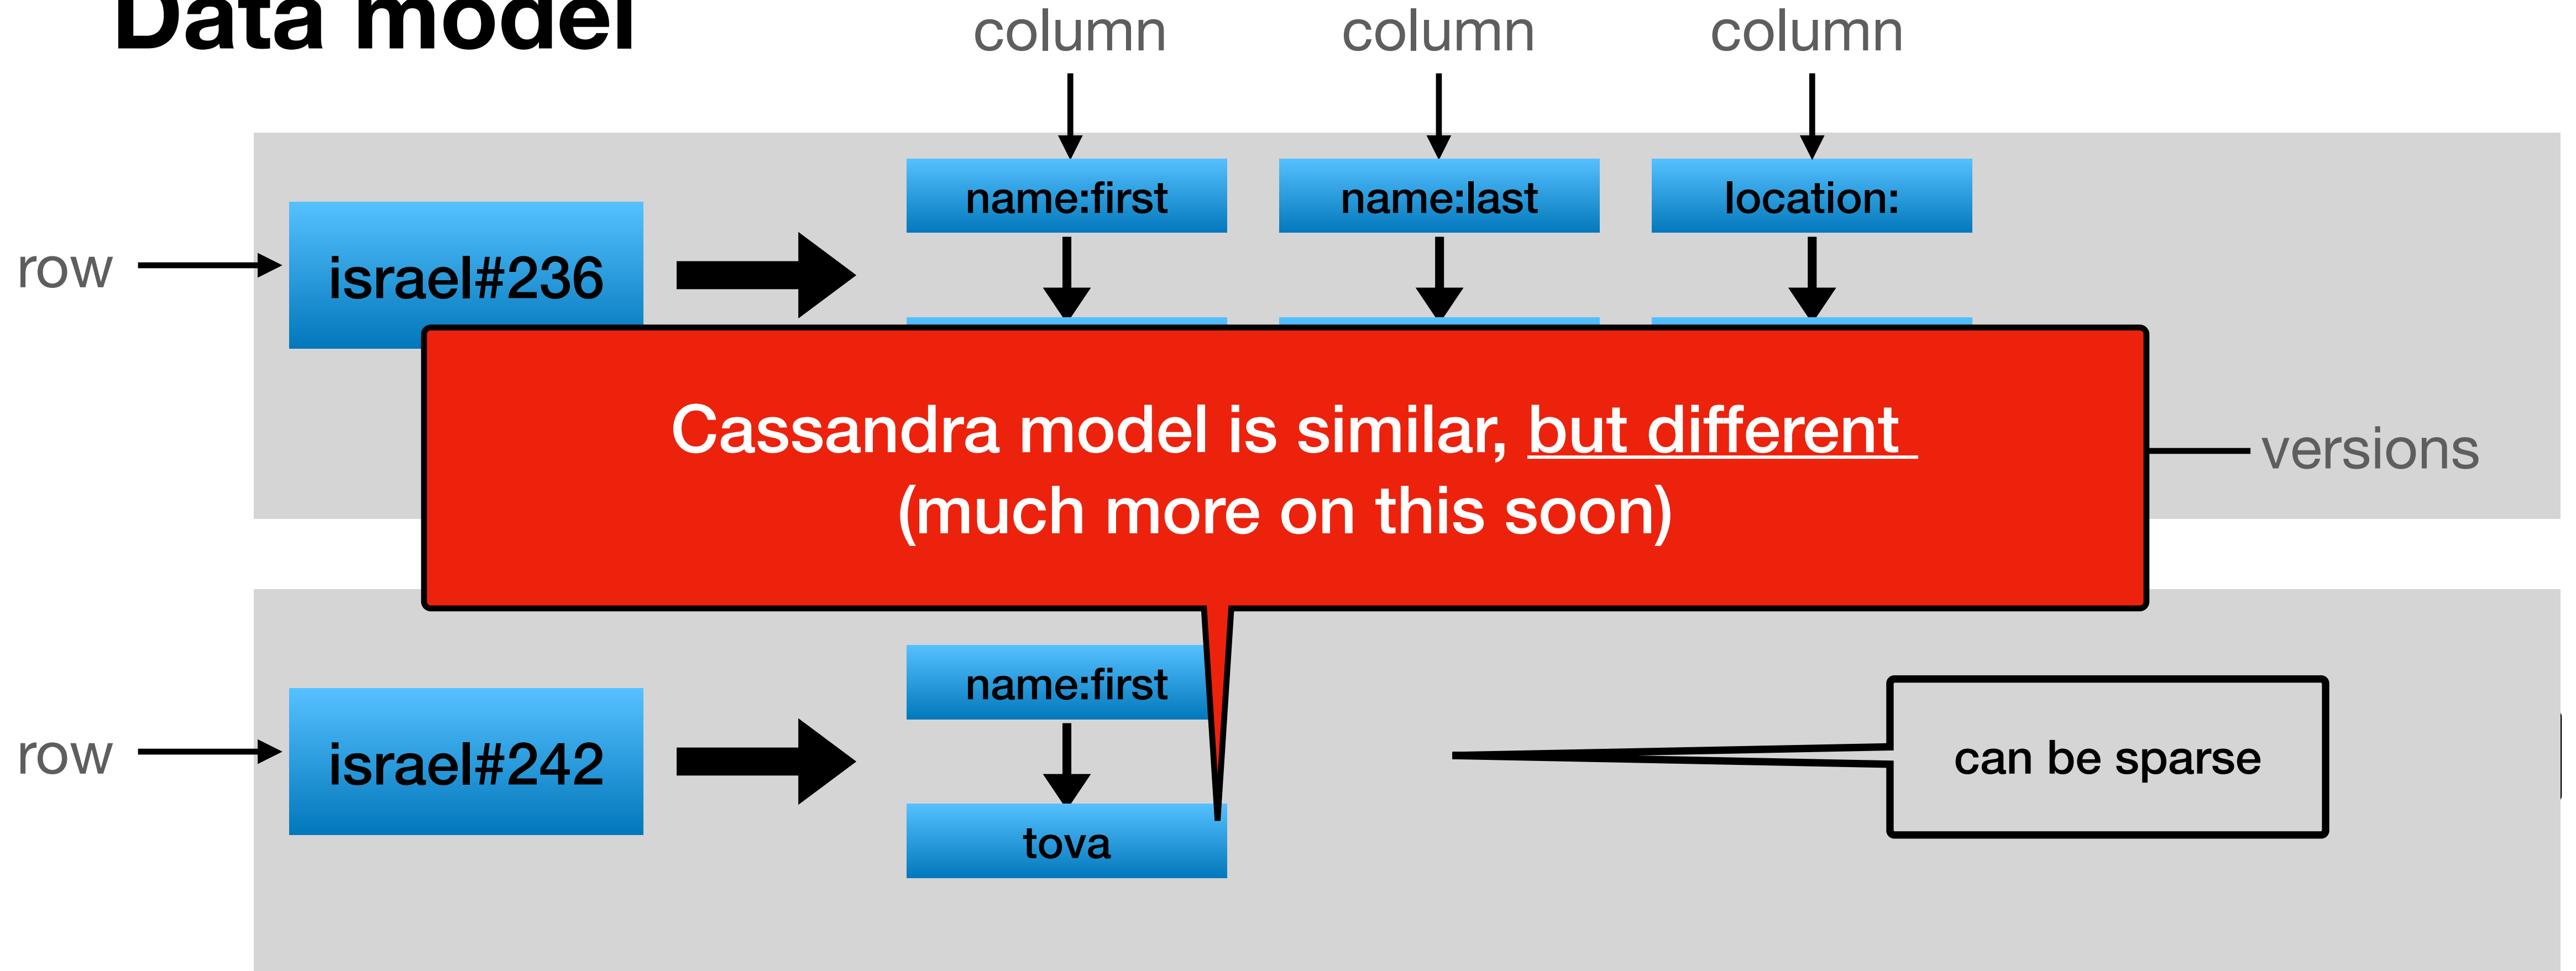 Data model
column column column
name:first name:last location:
row israel#236
Cassandra model is similar, but different
(much more on this soon)
versions
name:first
row israel#242
can be sparse
tova